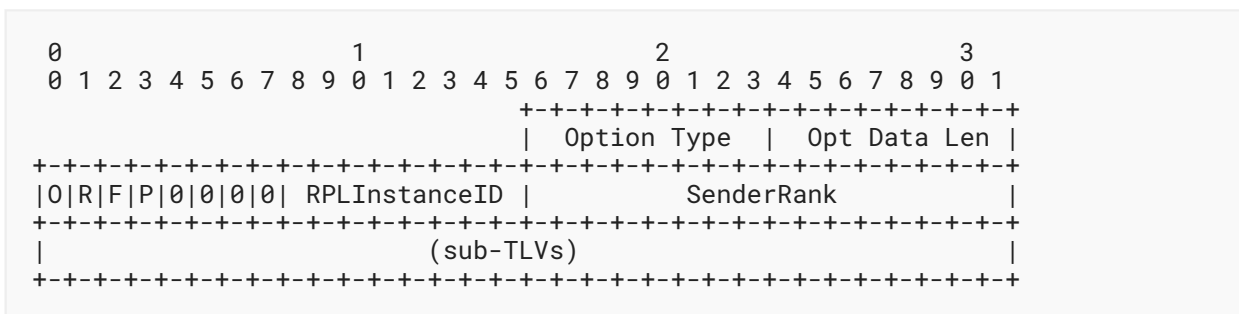 0                   1                   2                   3
 0 1 2 3 4 5 6 7 8 9 0 1 2 3 4 5 6 7 8 9 0 1 2 3 4 5 6 7 8 9 0 1
                                +-+-+-+-+-+-+-+-+-+-+-+-+-+-+-+-+
                                |  Option Type  |  Opt Data Len |
+-+-+-+-+-+-+-+-+-+-+-+-+-+-+-+-+-+-+-+-+-+-+-+-+-+-+-+-+-+-+-+-+
|O|R|F|P|0|0|0|0| RPLInstanceID |          SenderRank           |
+-+-+-+-+-+-+-+-+-+-+-+-+-+-+-+-+-+-+-+-+-+-+-+-+-+-+-+-+-+-+-+-+
|                         (sub-TLVs)                            |
+-+-+-+-+-+-+-+-+-+-+-+-+-+-+-+-+-+-+-+-+-+-+-+-+-+-+-+-+-+-+-+-+